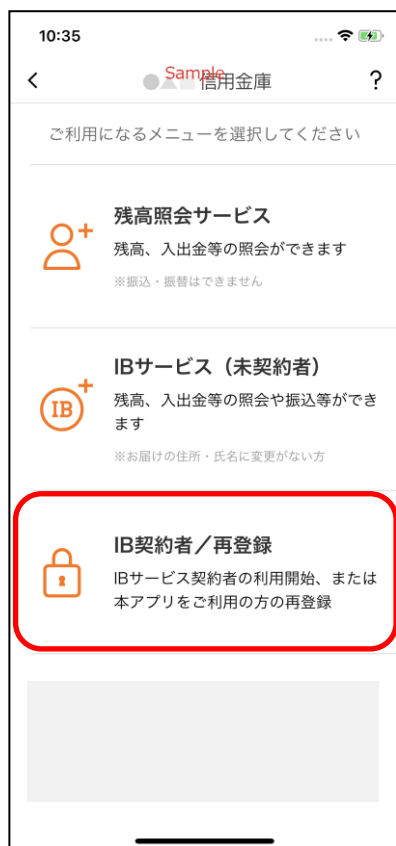 10:35
Sample
●▲■信用金庫
?
ご利用になるメニューを選択してください
残高照会サービス
残高、入出金等の照会ができます
※振込・振替はできません
IB
IBサービス（未契約者）
残高、入出金等の照会や振込等ができ
ます
※お届けの住所・氏名に変更がない方
IB契約者／再登録
IBサービス契約者の利用開始、または
本アプリをご利用の方の再登録